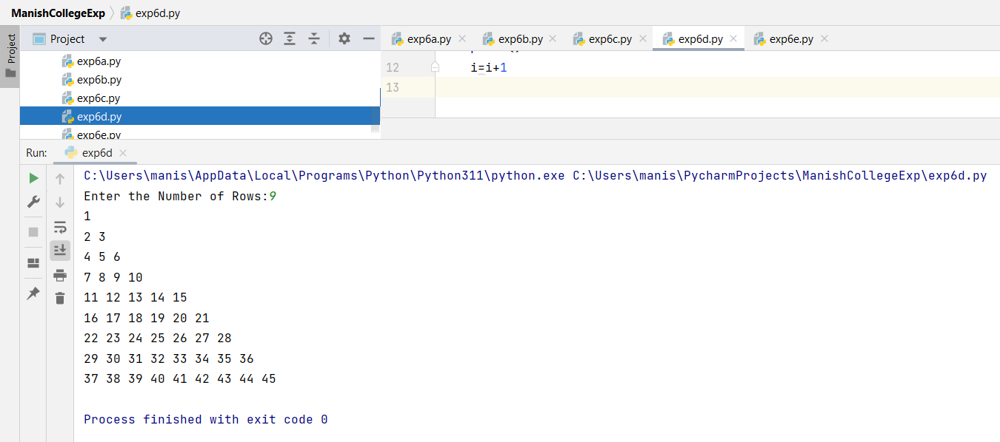 ManishCollegeExp exp6d.py
Project
Project
exp6a.py
exp6b.py
exp6c.py
exp6d.py
exp6e.py
exp6a.py exp6b.py exp6c.py exp6d.py exp6e.py
12 i=i+1
13
Run: exp6d
C:\Users\manis\AppData\Local\Programs\Python\Python311\python.exe C:\Users\manis\PycharmProjects\ManishCollegeExp\exp6d.py
Enter the Number of Rows:9
1
2 3
4 5 6
7 8 9 10
11 12 13 14 15
16 17 18 19 20 21
22 23 24 25 26 27 28
29 30 31 32 33 34 35 36
37 38 39 40 41 42 43 44 45
Process finished with exit code 0